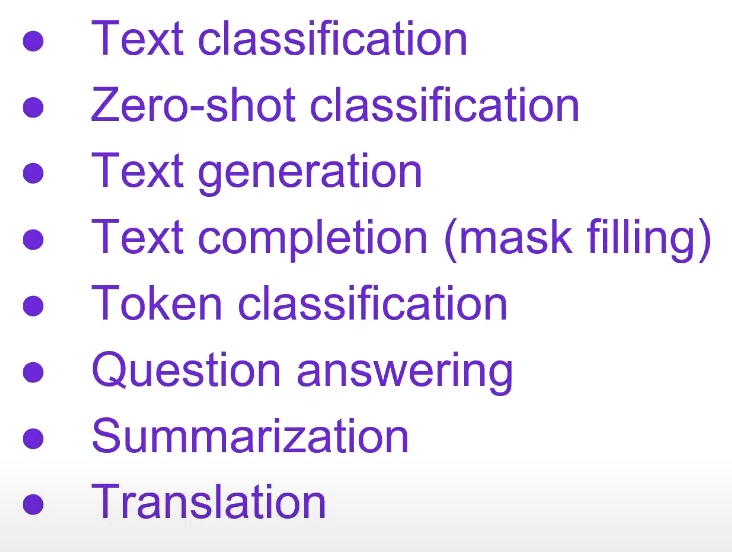 ● Text classification
● Zero-shot classification
● Text generation
● Text completion (mask filling)
● Token classification
● Question answering
● Summarization
● Translation